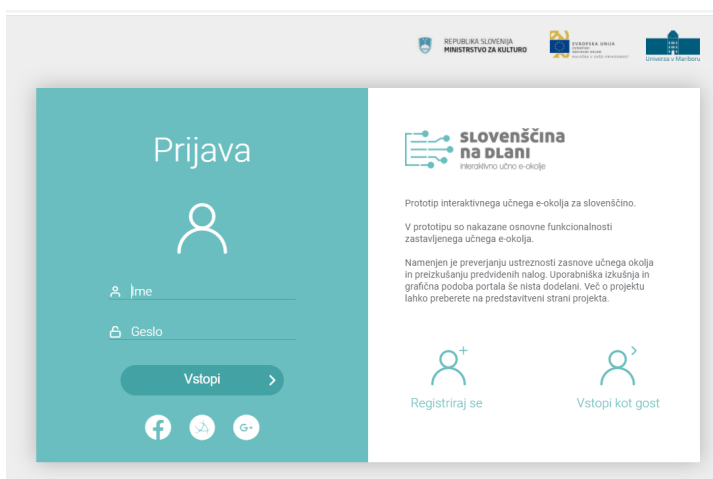 REPUBLIKA SLOVENIJA
MINISTRSTVO ZA KULTURO
EVROPSKA UNIJA
Univerza v Mariboru
Prijava
Ime
Geslo
Vstopi
G+
slovenščina
na dlani
interaktivno učno e-okolje
Prototip interaktivnega učnega e-okolja za slovenščino.
V prototipu so nakazane osnovne funkcionalnosti
zastavljenega učnega e-okolja.
Namenjen je preverjanju ustreznosti zasnove učnega okolja
in preizkušanju predvidenih nalog. Uporabniška izkušnja in
grafična podoba portala še nista dodelani. Več o projektu
lahko preberete na predstavitveni strani projekta.
Registriraj se
Vstopi kot gost